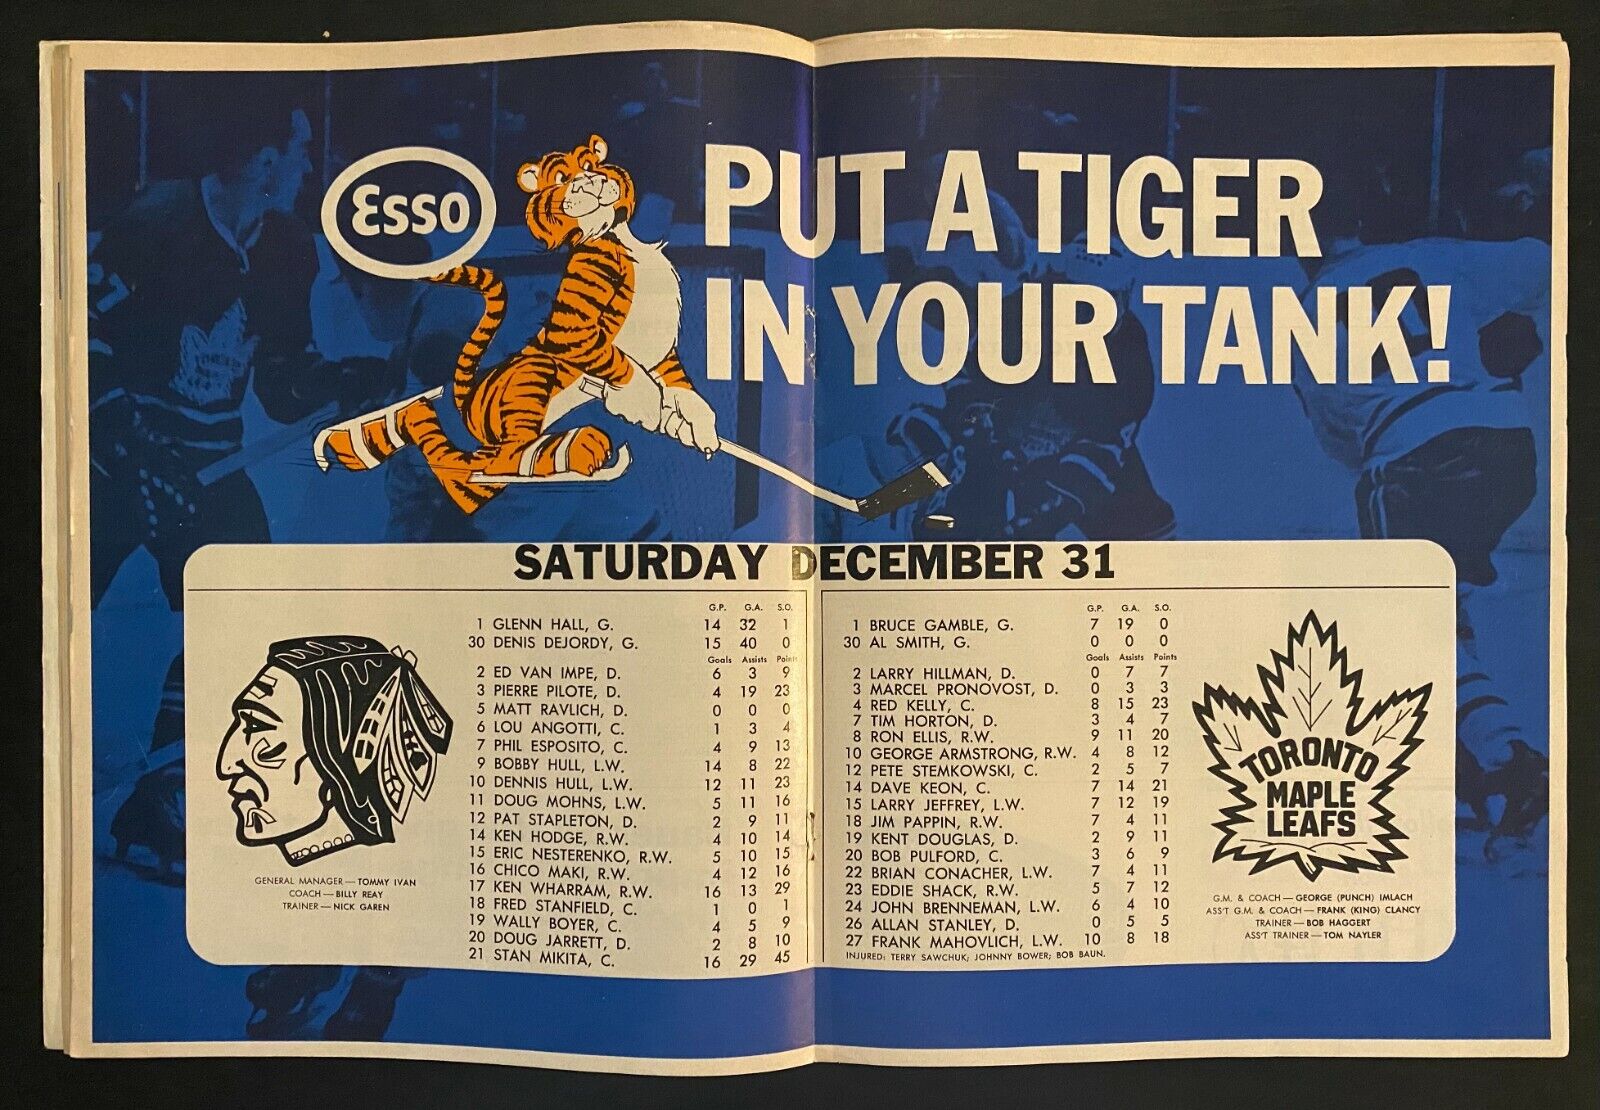 Esso
PUT A TIGER
IN YOUR TANK!
SATURDAY DECEMBER 31
G.P. G.A. S.O.
1 GLENN HALL, G. 14 32 1
30 DENIS DEJORDY, G. 15 40 0
Goals Assists Points
2 ED VAN IMPE, D. 6 3 9
3 PIERRE PILOTE, D. 4 19 23
5 MATT RAVLICH, D. 0 0 0
6 LOU ANGOTTI, C. 1 3 4
7 PHIL ESPOSITO, C. 4 9 13
9 BOBBY HULL, L.W. 14 8 22
10 DENNIS HULL, L.W. 12 11 23
11 DOUG MOHNS, L.W. 5 11 16
12 PAT STAPLETON, D. 2 9 11
14 KEN HODGE, R.W. 4 10 14
15 ERIC NESTERENKO, R.W. 5 10 15
16 CHICO MAKI, R.W. 4 12 16
17 KEN WHARRAM, R.W. 16 13 29
18 FRED STANFIELD, C. 1 0 1
19 WALLY BOYER, C. 4 5 9
20 DOUG JARRETT, D. 2 8 10
21 STAN MIKITA, C. 16 29 45
GENERAL MANAGER — TOMMY IVAN
COACH — BILLY REAY
TRAINER — NICK GAREN
G.P. G.A. S.O.
1 BRUCE GAMBLE, G. 7 19 0
30 AL SMITH, G. 0 0 0
Goals Assists Points
2 LARRY HILLMAN, D. 0 7 7
3 MARCEL PRONOVOST, D. 0 3 3
4 RED KELLY, C. 8 15 23
7 TIM HORTON, D. 3 4 7
8 RON ELLIS, R.W. 9 11 20
10 GEORGE ARMSTRONG, R.W. 4 8 12
12 PETE STEMKOWSKI, C. 2 5 7
14 DAVE KEON, C. 7 14 21
15 LARRY JEFFREY, L.W. 7 12 19
18 JIM PAPPIN, R.W. 7 4 11
19 KENT DOUGLAS, D. 2 9 11
20 BOB PULFORD, C. 3 6 9
22 BRIAN CONACHER, L.W. 7 4 11
23 EDDIE SHACK, R.W. 5 7 12
24 JOHN BRENNEMAN, L.W. 6 4 10
26 ALLAN STANLEY, D. 0 5 5
27 FRANK MAHOVLICH, L.W. 10 8 18
INJURED: TERRY SAWCHUK; JOHNNY BOWER; BOB BAUN.
TORONTO
MAPLE
LEAFS
G.M. & COACH — GEORGE (PUNCH) IMLACH
ASS'T G.M. & COACH — FRANK (KING) CLANCY
TRAINER — BOB HAGGERT
ASS'T TRAINER — TOM NAYLER